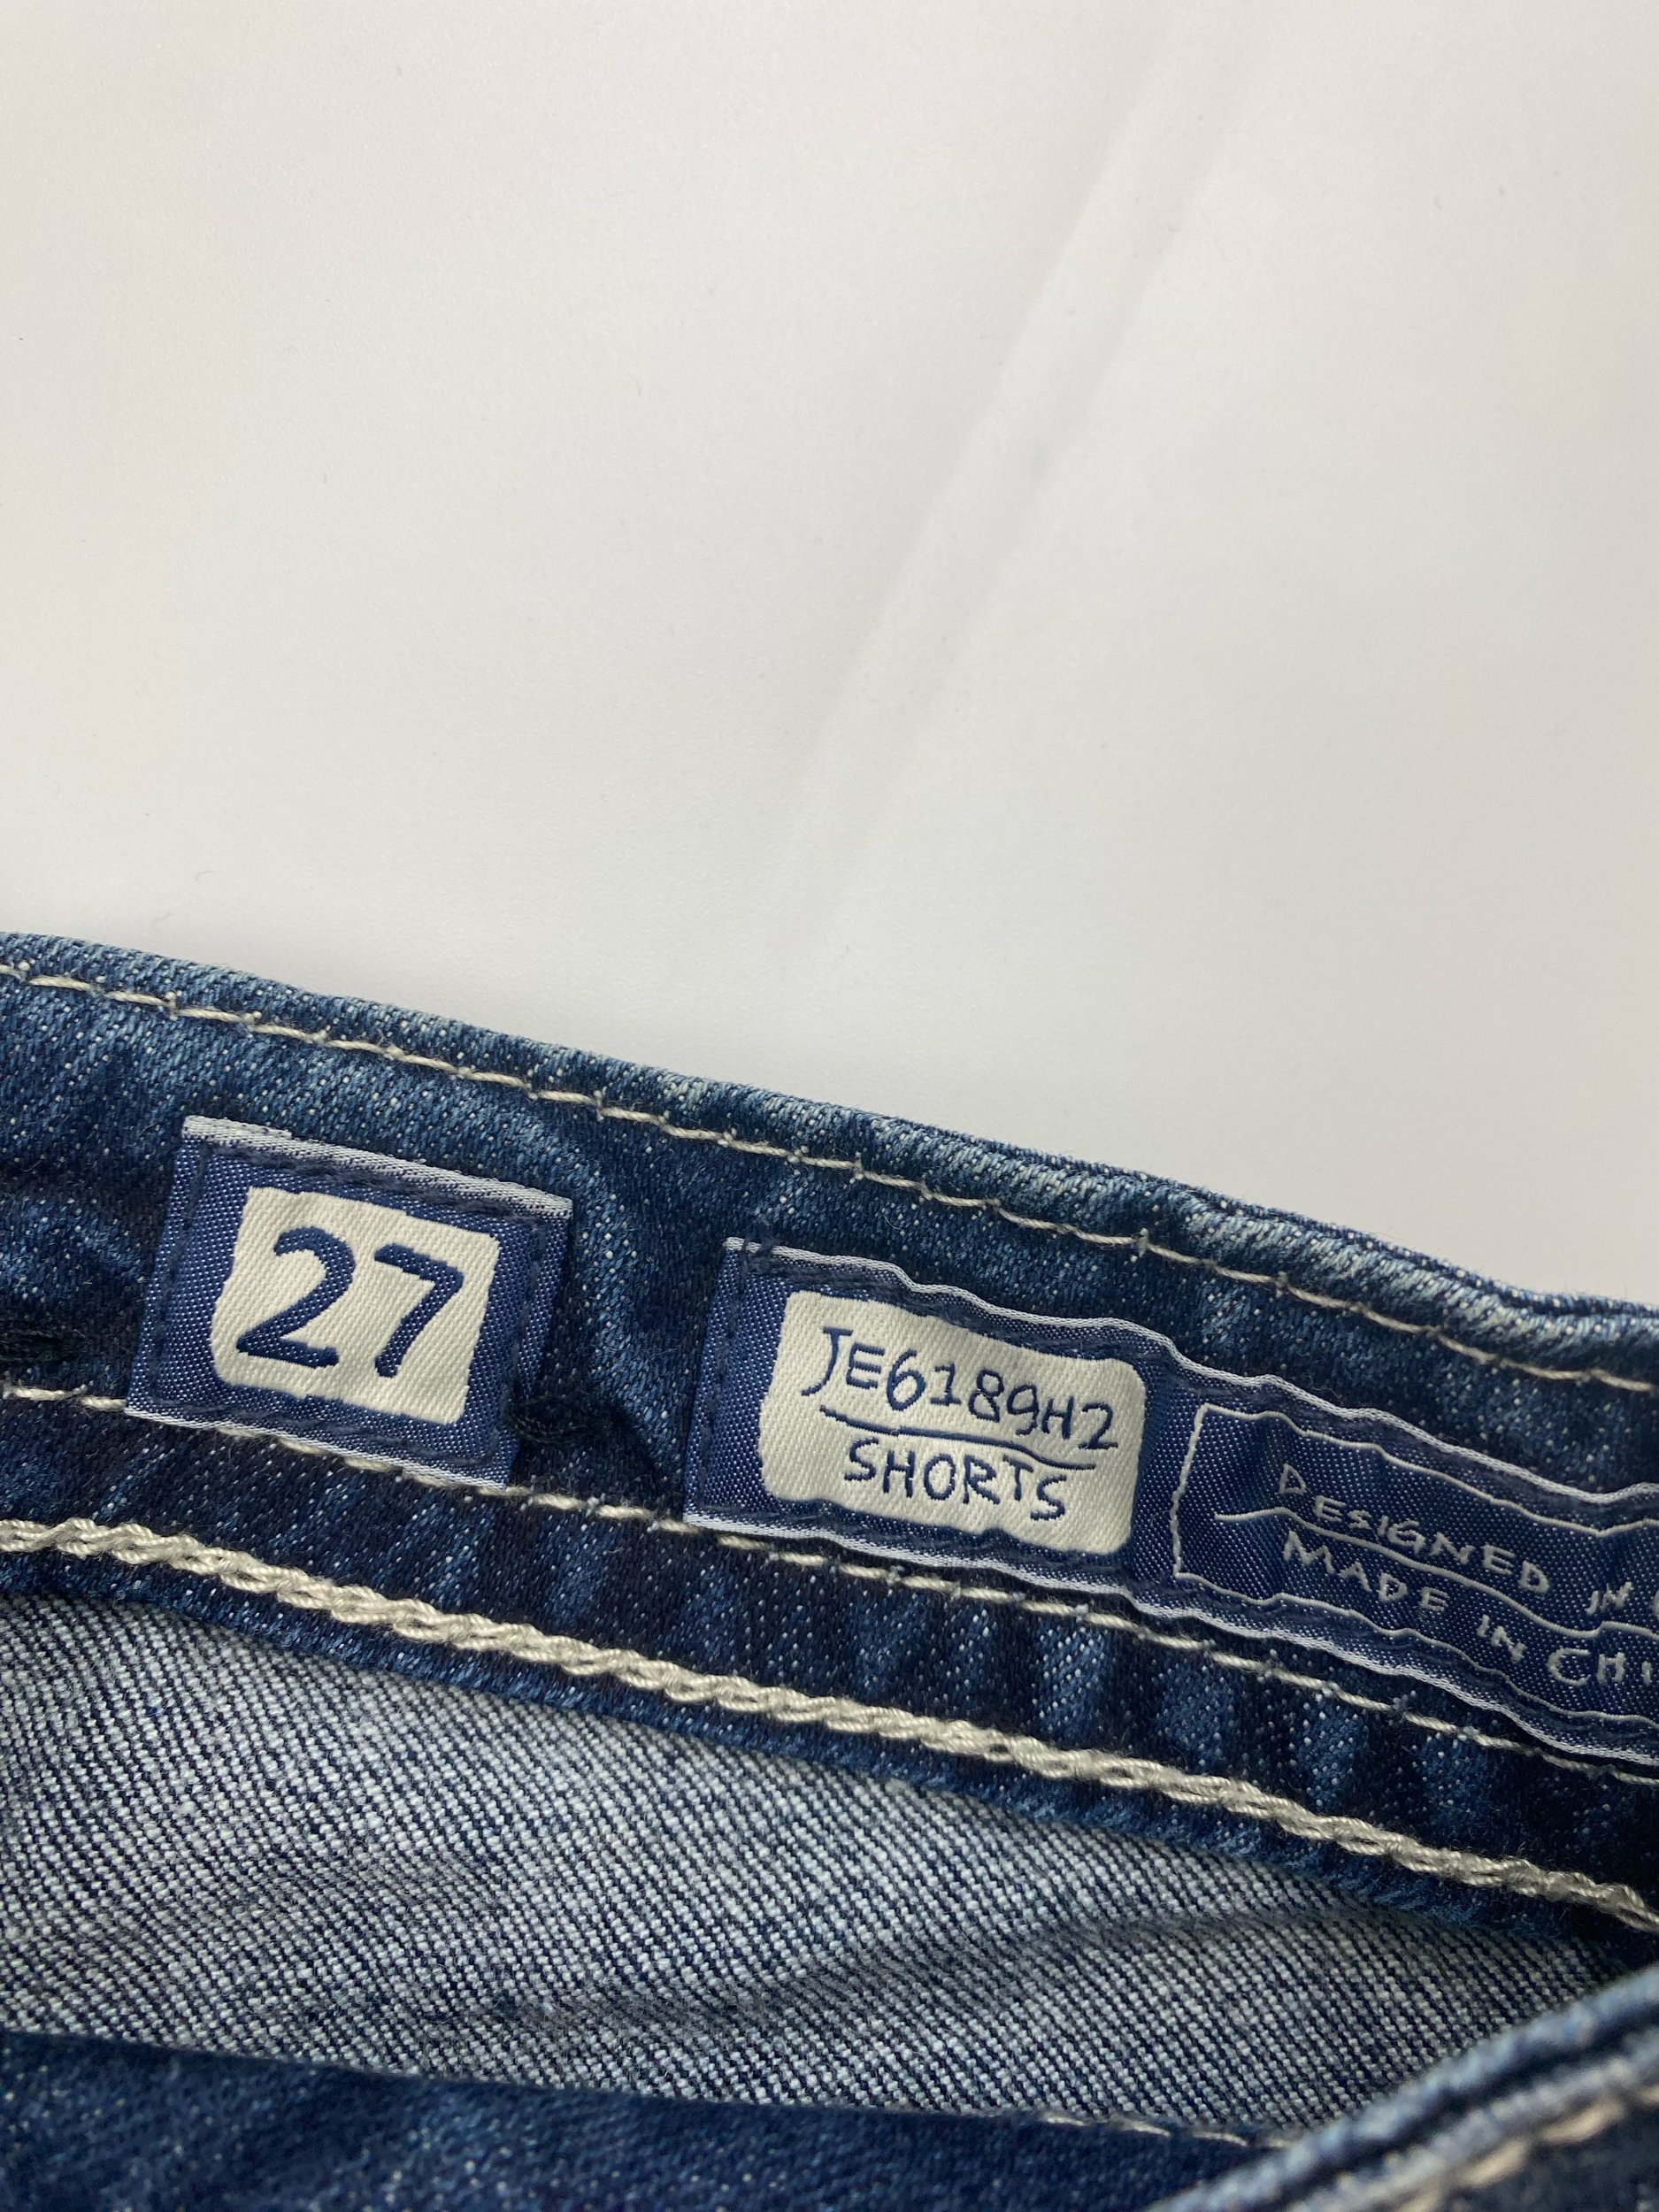 27
JE6189H2
SHORTS
DESIGNED IN
MADE IN